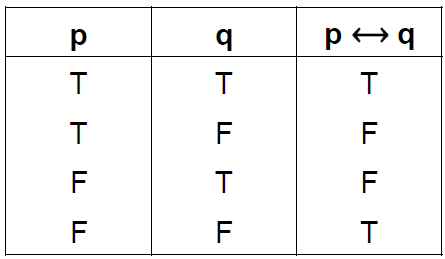 p q p ↔ q
T T T
T F F
F T F
F F T